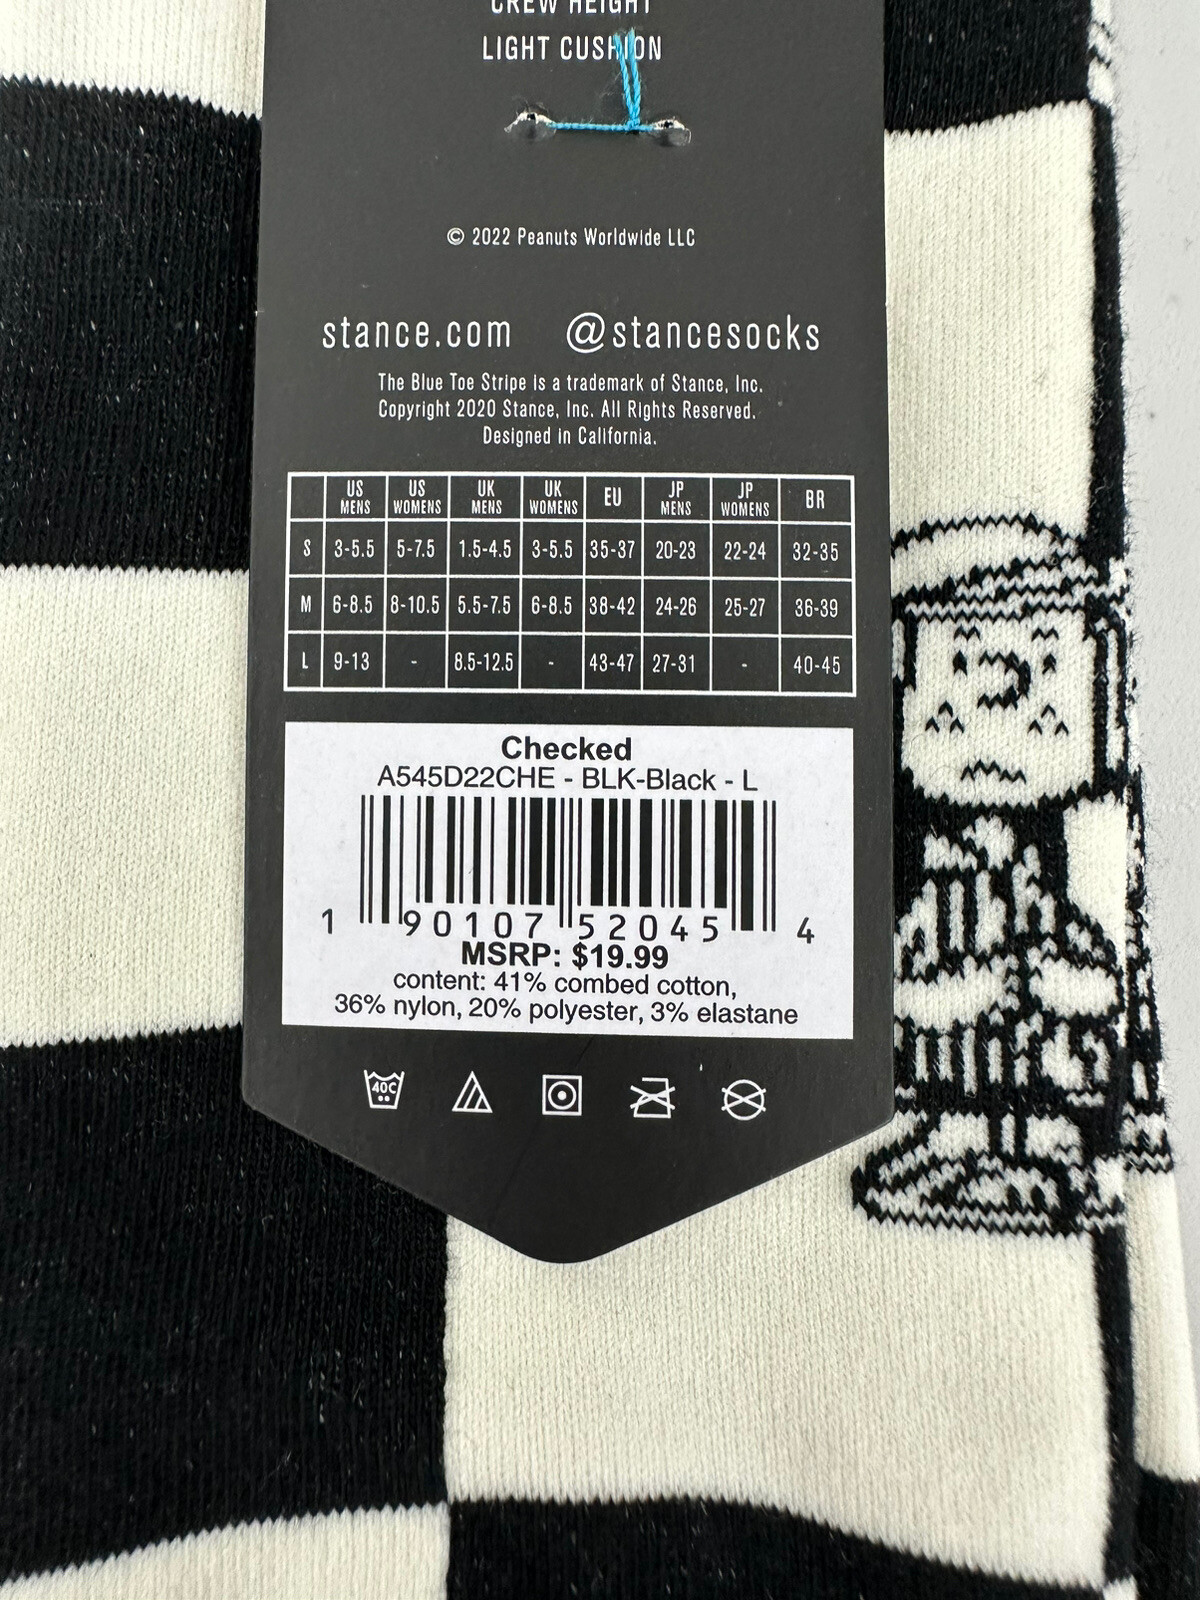 CREW HEIGHT
LIGHT CUSHION
© 2022 Peanuts Worldwide LLC
stance.com @stancesocks
The Blue Toe Stripe is a trademark of Stance, Inc.
Copyright 2020 Stance, Inc. All Rights Reserved.
Designed in California.
US MENS US WOMENS UK MENS UK WOMENS EU JP MENS JP WOMENS BR
S 3-5.5 5-7.5 1.5-4.5 3-5.5 35-37 20-23 22-24 32-35
M 6-8.5 8-10.5 5.5-7.5 6-8.5 38-42 24-26 25-27 36-39
L 9-13 - 8.5-12.5 - 43-47 27-31 - 40-45
Checked
A545D22CHE - BLK-Black - L
1 90107 52045 4
MSRP: $19.99
content: 41% combed cotton,
36% nylon, 20% polyester, 3% elastane
40C